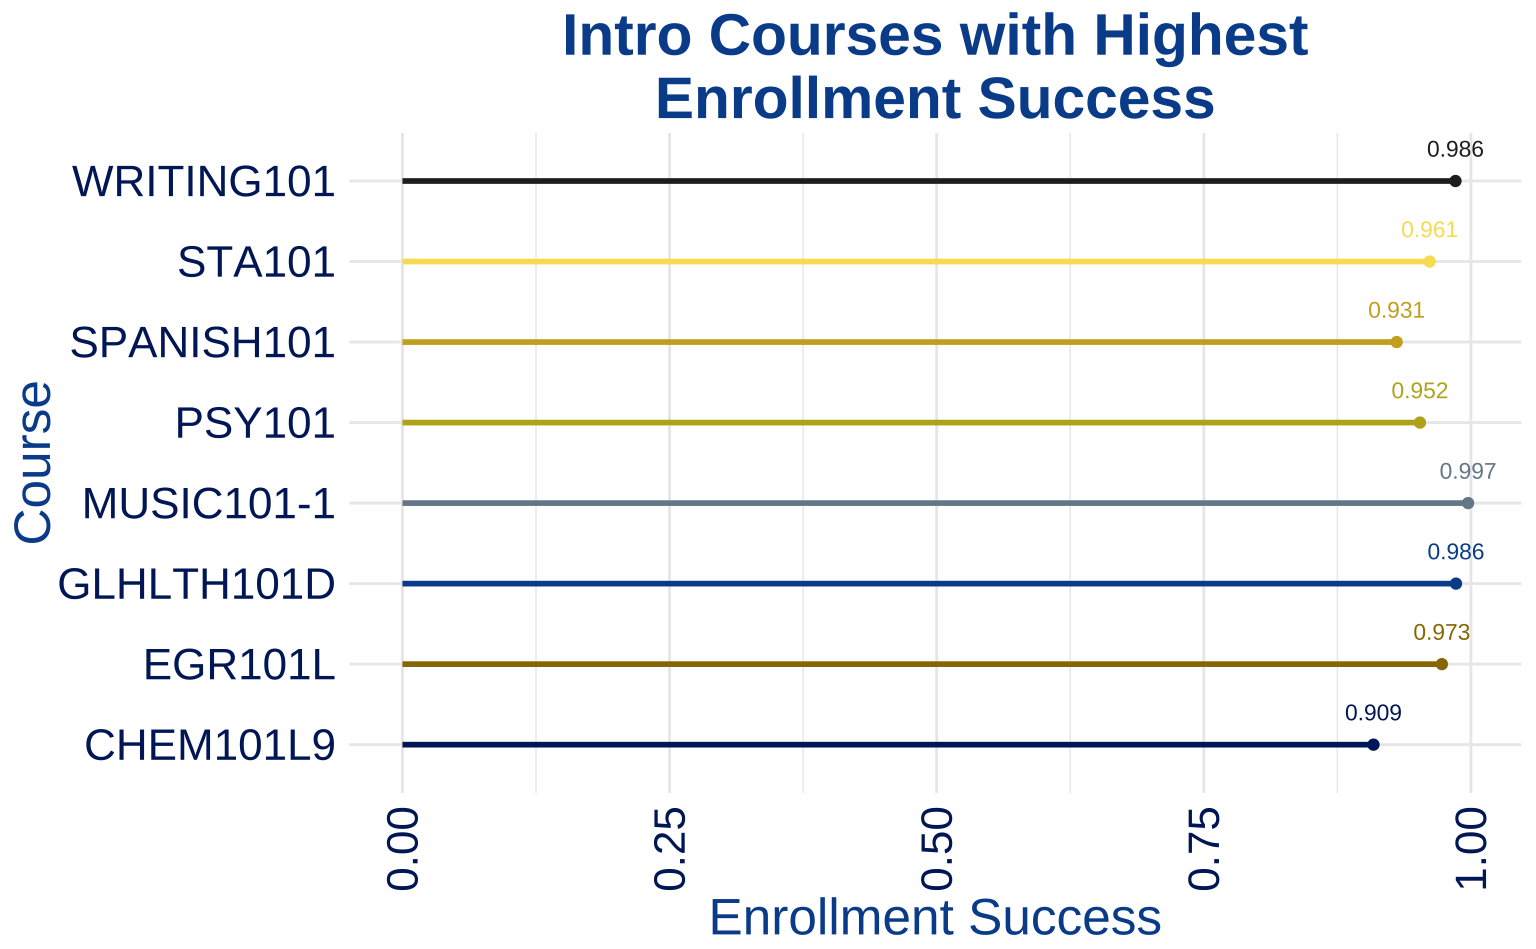 Intro Courses with Highest
Enrollment Success
Course
WRITING101
0.986
STA101
0.961
SPANISH101
0.931
PSY101
0.952
MUSIC101-1
0.997
GLHLTH101D
0.986
EGR101L
0.973
CHEM101L9
0.909
0.00
0.25
0.50
0.75
1.00
Enrollment Success